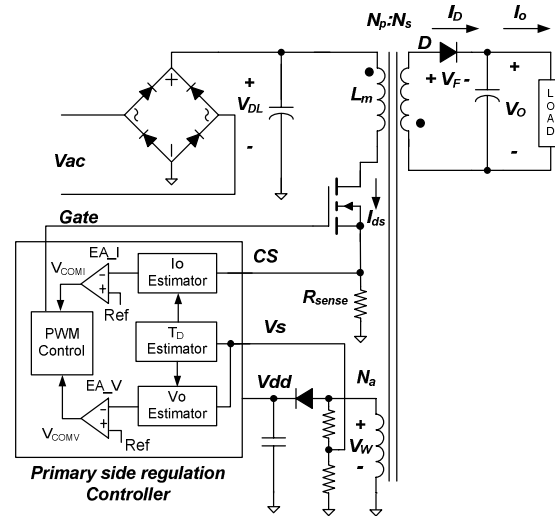 Np:Ns
ID
Io
D
+ VF -
+
VDL
-
Lm
+
VO
-
LOAD
Vac
Gate
Ids
CS
EA_I
VCOMI
Io
Estimator
Ref
Rsense
PWM
Control
TD
Estimator
Vs
EA_V
Vo
Estimator
VCOMV
Ref
Vdd
Na
+
VW
-
Primary side regulation
Controller